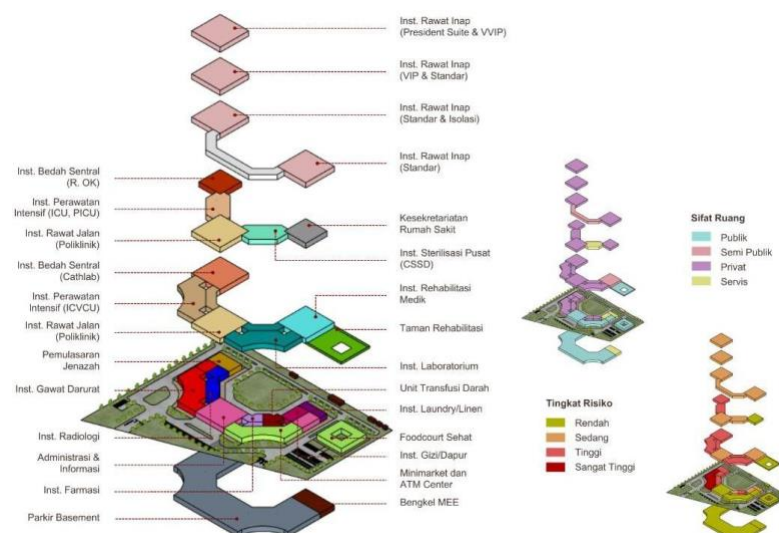 Inst. Rawat Inap
(President Suite & VVIP)
Inst. Rawat Inap
(VIP & Standar)
Inst. Rawat Inap
(Standar & Isolasi)
Inst. Rawat Inap
(Standar)
Inst. Bedah Sentral
(R. OK)
Inst. Perawatan
Intensif (ICU, PICU)
Inst. Rawat Jalan
(Poliklinik)
Inst. Bedah Sentral
(Cathlab)
Inst. Perawatan
Intensif (ICVCU)
Inst. Rawat Jalan
(Poliklinik)
Pemulasaran
Jenazah
Inst. Gawat Darurat
Inst. Radiologi
Administrasi &
Informasi
Inst. Farmasi
Parkir Basement
Kesekretariatan
Rumah Sakit
Inst. Sterilisasi Pusat
(CSSD)
Inst. Rehabilitasi
Medik
Taman Rehabilitasi
Inst. Laboratorium
Unit Transfusi Darah
Inst. Laundry/Linen
Foodcourt Sehat
Inst. Gizi/Dapur
Minimarket dan
ATM Center
Bengkel MEE
Sifat Ruang
Publik
Semi Publik
Privat
Servis
Tingkat Risiko
Rendah
Sedang
Tinggi
Sangat Tinggi